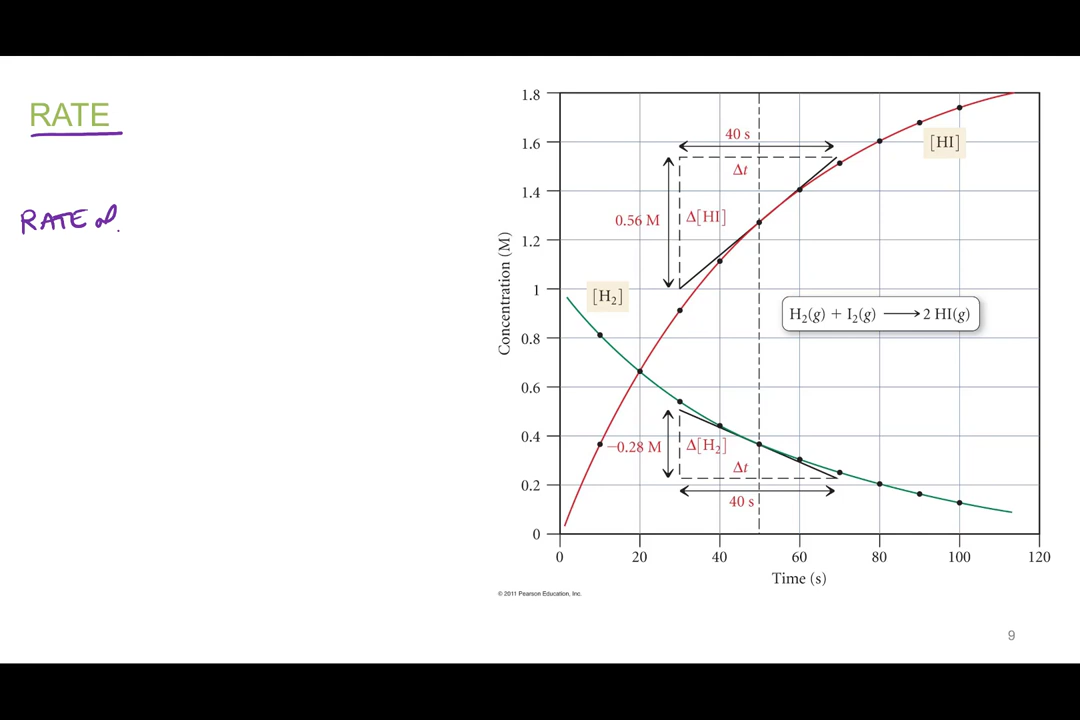 RATE
RATE of
1.8
1.6
1.4
1.2
1
0.8
0.6
0.4
0.2
0
Concentration (M)
40 s
Δt
0.56 M
Δ[HI]
[HI]
[H₂]
H₂(g) + I₂(g) ⟶ 2 HI(g)
−0.28 M
Δ[H₂]
Δt
40 s
0 20 40 60 80 100 120
Time (s)
© 2011 Pearson Education, Inc.
9